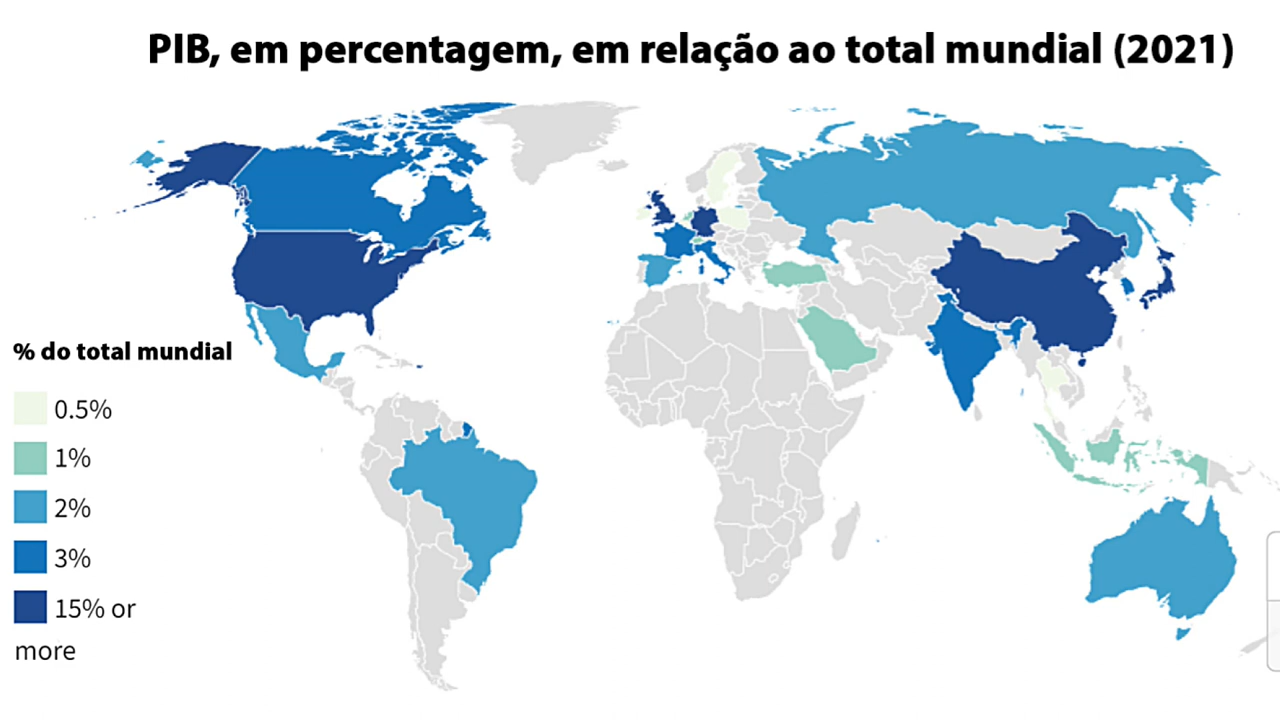 PIB, em percentagem, em relação ao total mundial (2021)
% do total mundial
0.5%
1%
2%
3%
15% or
more